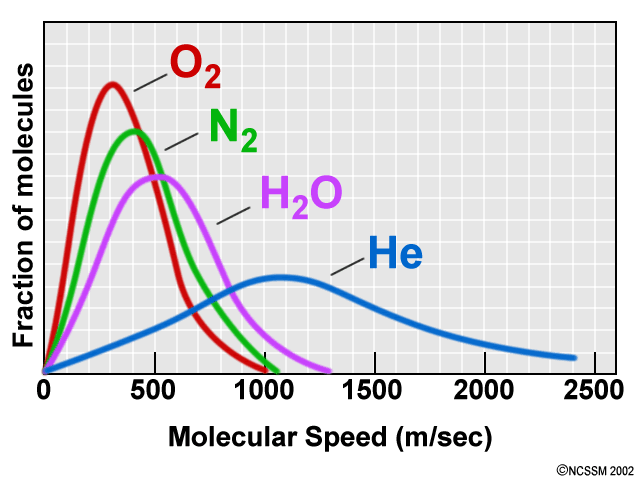 O₂
N₂
H₂O
He
Fraction of molecules
0 500 1000 1500 2000 2500
Molecular Speed (m/sec)
©NCSSM 2002